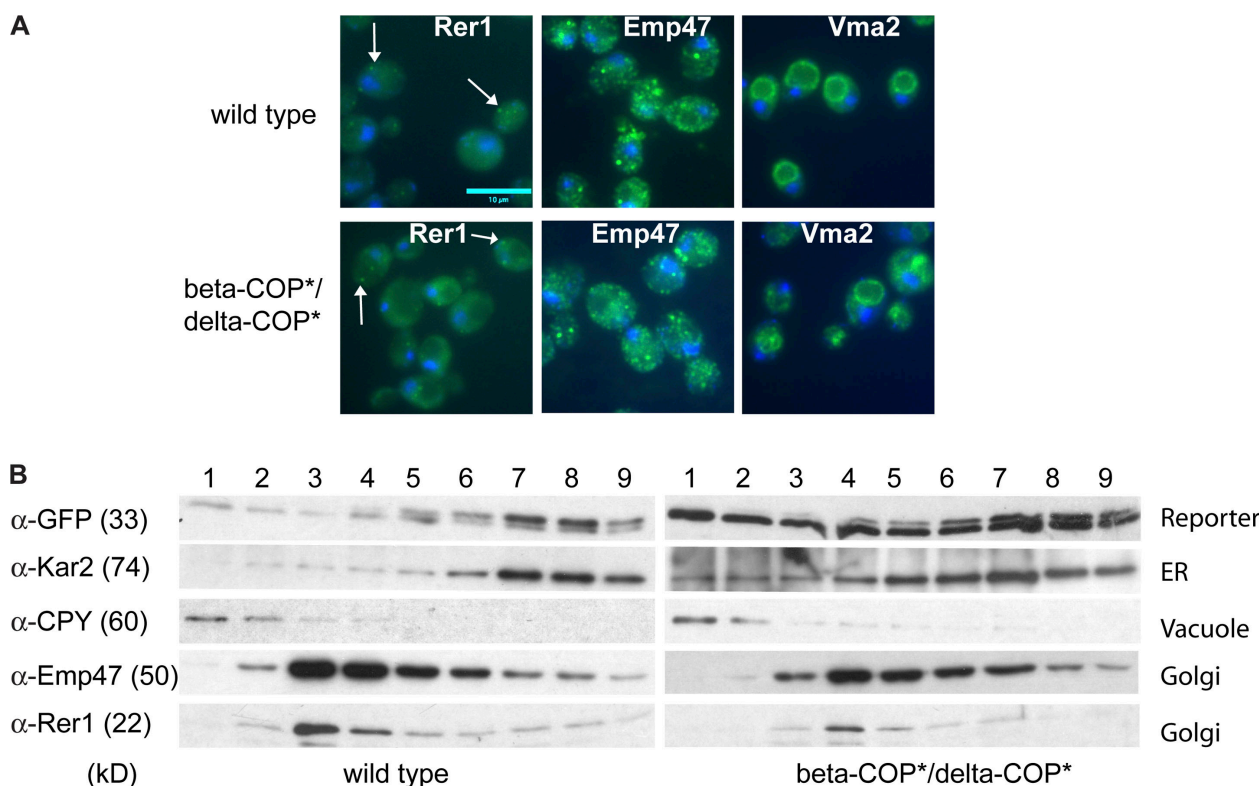 A
Rer1
Emp47
Vma2
wild type
10 µm
Rer1
Emp47
Vma2
beta-COP*/
delta-COP*
B
1 2 3 4 5 6 7 8 9 1 2 3 4 5 6 7 8 9
α-GFP (33) Reporter
α-Kar2 (74) ER
α-CPY (60) Vacuole
α-Emp47 (50) Golgi
α-Rer1 (22) Golgi
(kD) wild type beta-COP*/delta-COP*